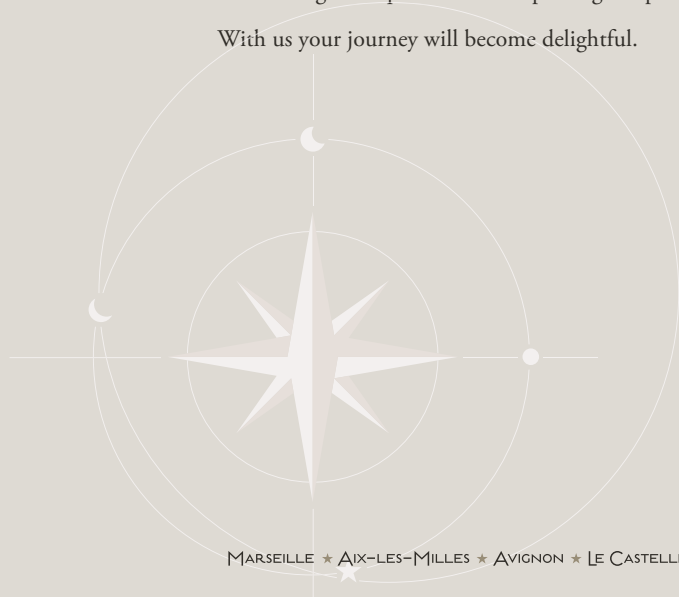 With us your journey will become delightful.
Marseille ★ Aix-les-Milles ★ Avignon ★ Le Castell